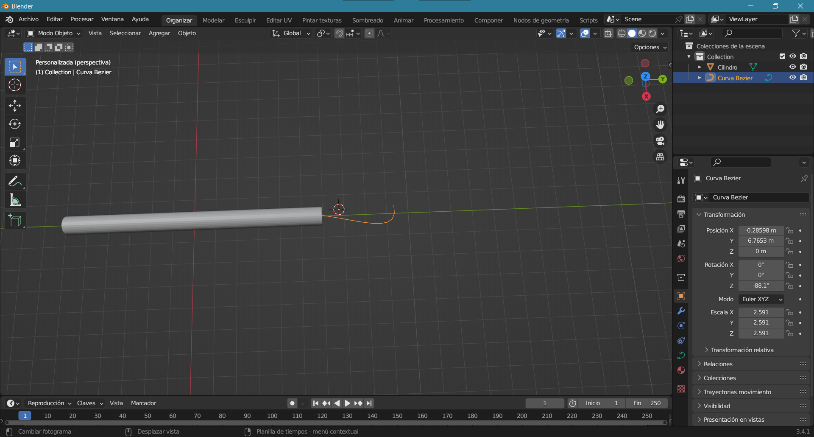 Blender
Archivo Editar Procesar Ventana Ayuda Organizar Modelar Esculpir Editar UV Pintar texturas Sombreado Animar Procesamiento Componer Nodos de geometría Scripts Scene ViewLayer
Modo Objeto Vista Seleccionar Agregar Objeto Global
Opciones
Personalizada (perspectiva)
(1) Collection | Curva Bezier
Z
Y
X
Colecciones de la escena
Collection
Cilindro
Curva Bezier
Curva Bezier
Curva Bezier
Transformación
Posición X -0.28598 m
Y 6.7653 m
Z 0 m
Rotación X 0°
Y 0°
Z -88.1°
Modo Euler XYZ
Escala X 2.591
Y 2.591
Z 2.591
Transformación relativa
Relaciones
Colecciones
Trayectorias movimiento
Visibilidad
Presentación en vistas
Reproducción Claves Vista Marcador 1 Inicio 1 Fin 250
1 10 20 30 40 50 60 70 80 90 100 110 120 130 140 150 160 170 180 190 200 210 220 230 240 250
Cambiar fotograma Desplazar vista Planilla de tiempos - menú contextual 3.4.1